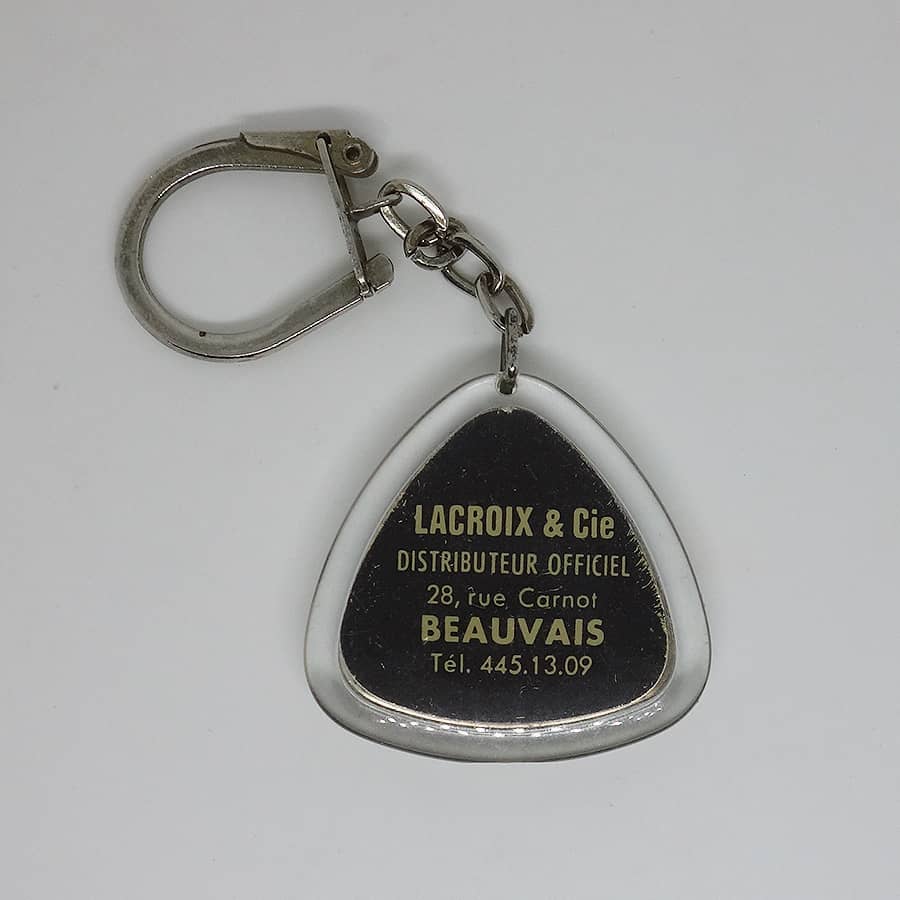 LACROIX & Cie
DISTRIBUTEUR OFFICIEL
28, rue Carnot
BEAUVAIS
Tél. 445.13.09